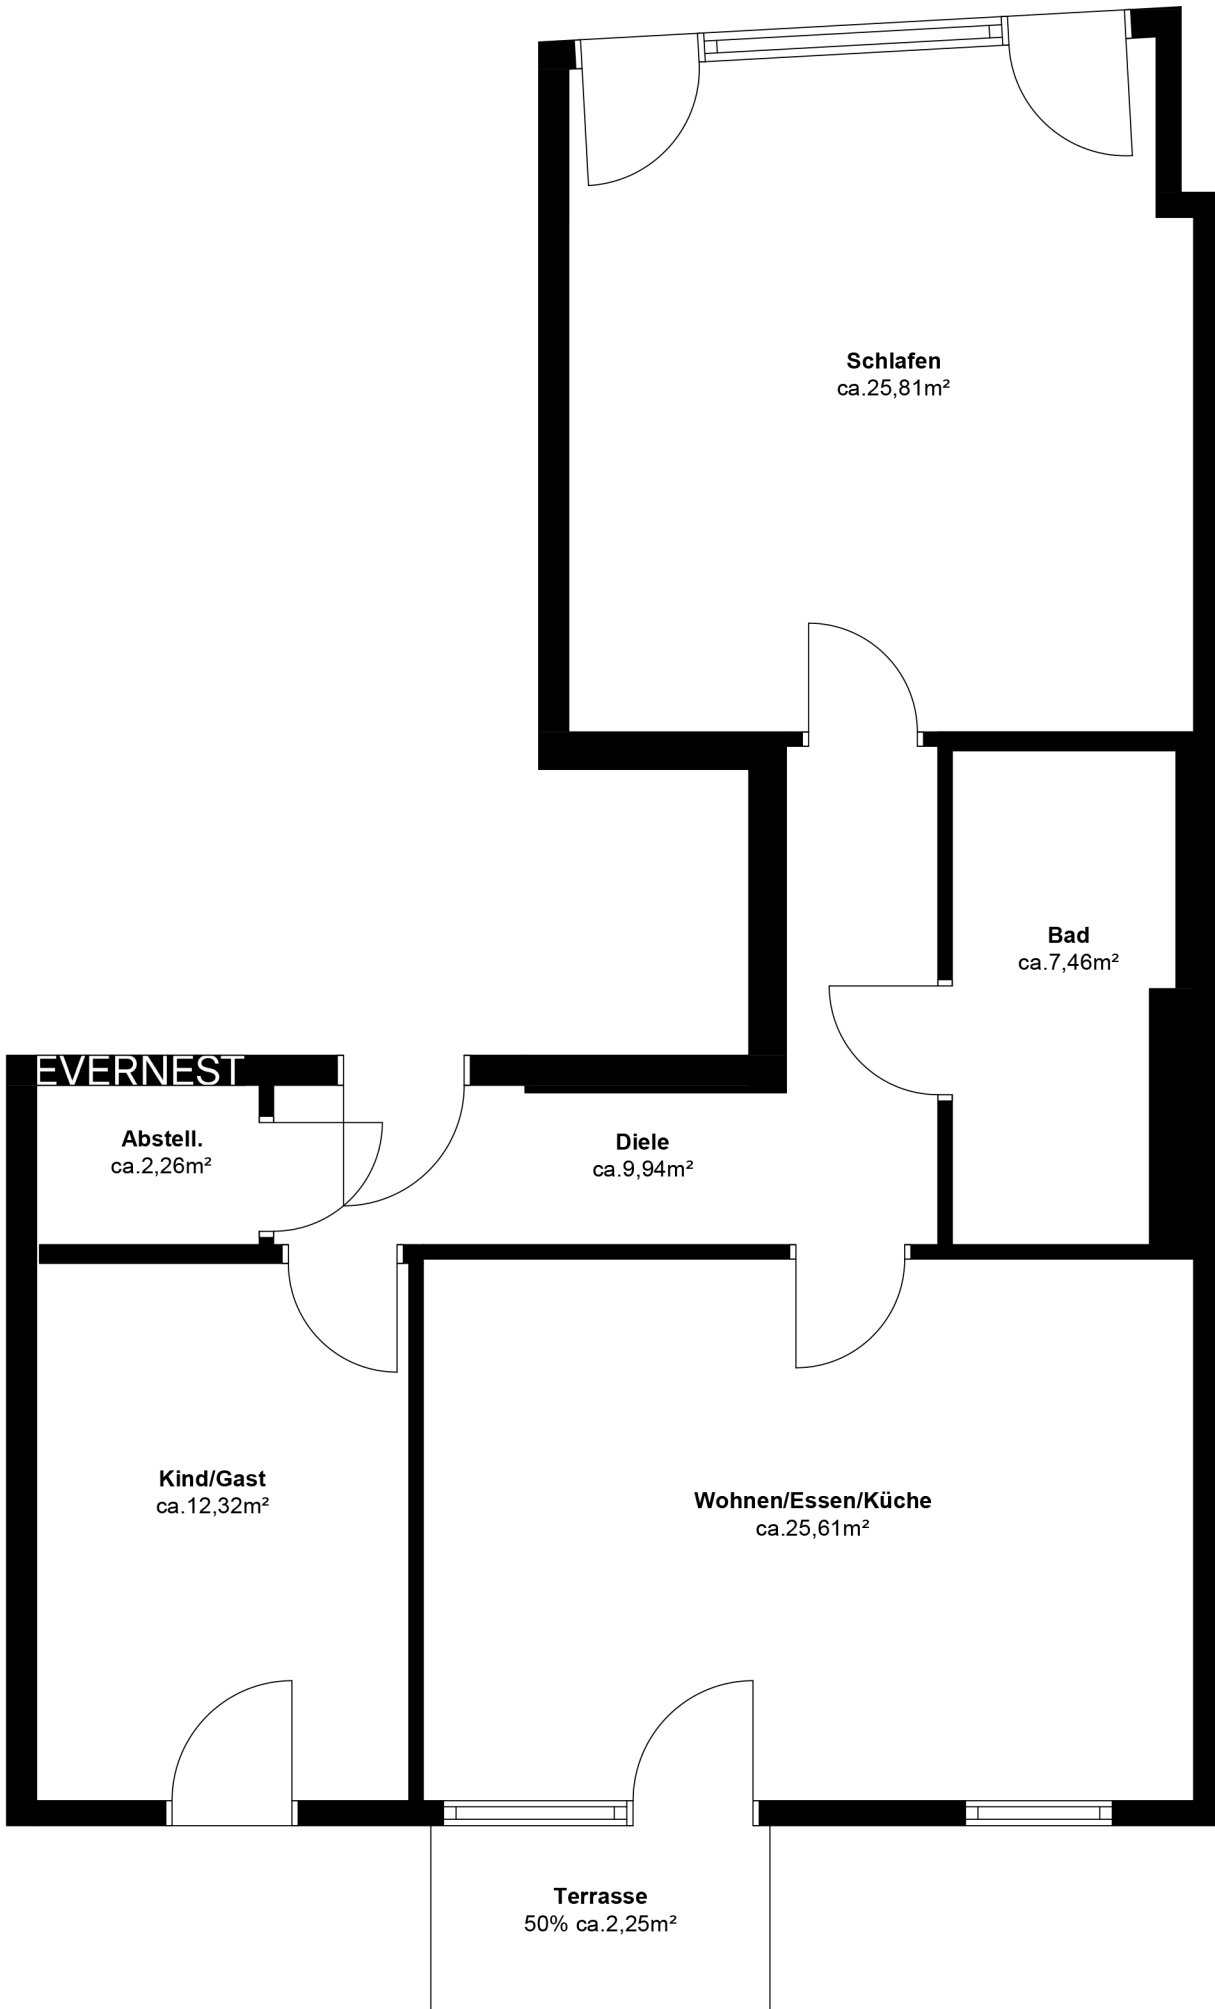 Schlafen
ca.25,81m²
Bad
ca.7,46m²
EVERNEST
Abstell.
ca.2,26m²
Diele
ca.9,94m²
Kind/Gast
ca.12,32m²
Wohnen/Essen/Küche
ca.25,61m²
Terrasse
50% ca.2,25m²